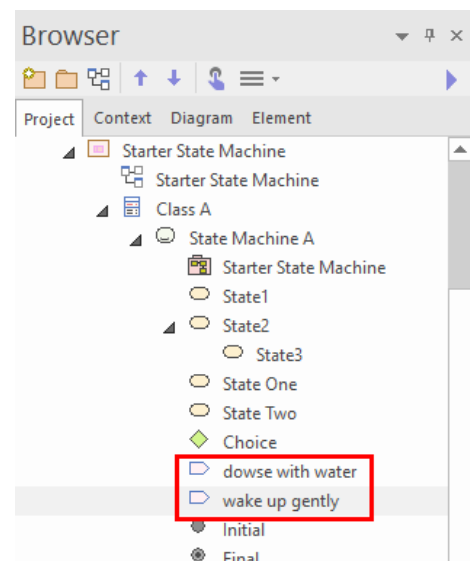 Browser
Project Context Diagram Element
Starter State Machine
Starter State Machine
Class A
State Machine A
Starter State Machine
State1
State2
State3
State One
State Two
Choice
dowse with water
wake up gently
Initial
Final